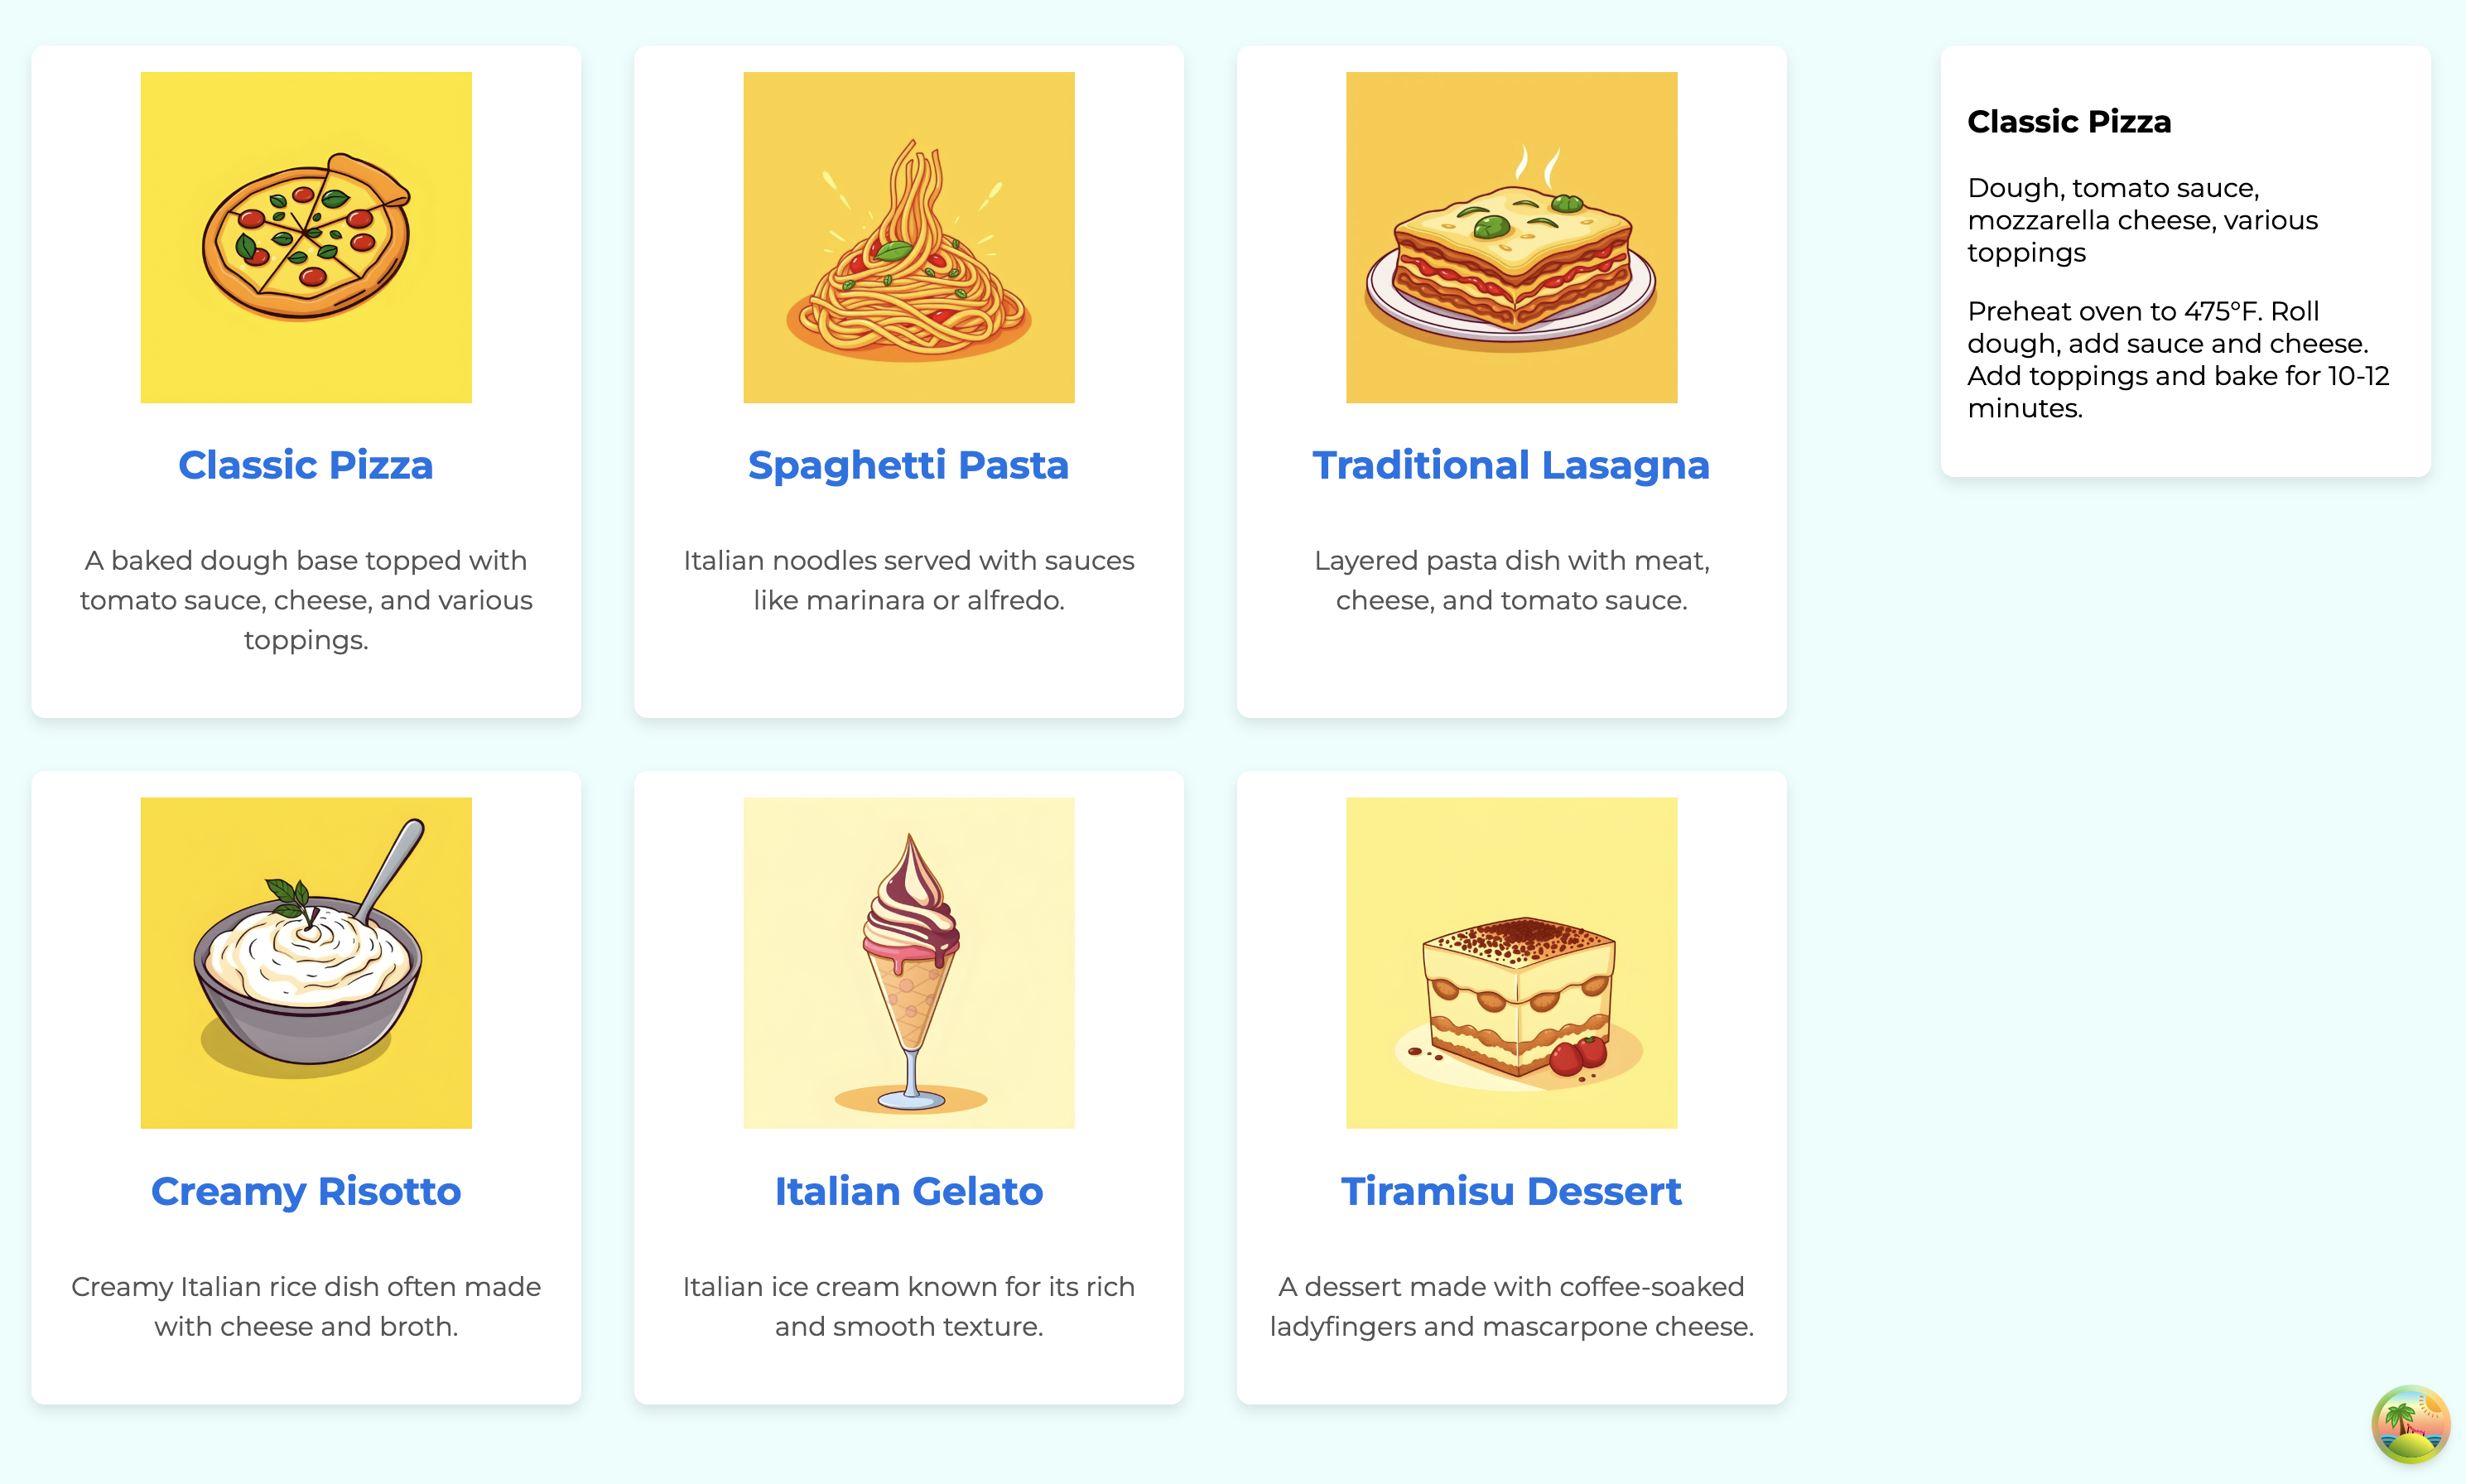 Classic Pizza
A baked dough base topped with
tomato sauce, cheese, and various
toppings.
Spaghetti Pasta
Italian noodles served with sauces
like marinara or alfredo.
Traditional Lasagna
Layered pasta dish with meat,
cheese, and tomato sauce.
Creamy Risotto
Creamy Italian rice dish often made
with cheese and broth.
Italian Gelato
Italian ice cream known for its rich
and smooth texture.
Tiramisu Dessert
A dessert made with coffee-soaked
ladyfingers and mascarpone cheese.
Classic Pizza
Dough, tomato sauce,
mozzarella cheese, various
toppings
Preheat oven to 475°F. Roll
dough, add sauce and cheese.
Add toppings and bake for 10-12
minutes.